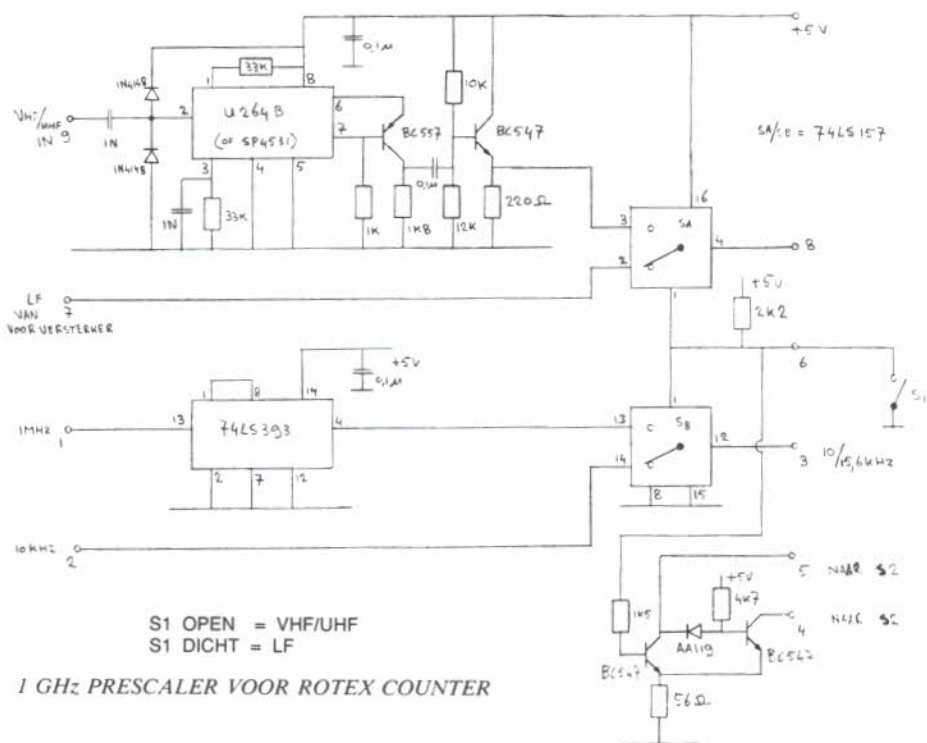 +5V
0,1µ
1N4148
33K
1
8
10K
VHF/UHF
IN 9
1N
2
U264B
(of SP4531)
6
7
BC557
BC547
SA/SB = 74LS157
1N4148
3
4
5
0,1µ
220Ω
16
1N
33K
1K
1K8
12K
3
SA
4
8
2
LF
7
VAN
VOORVERSTERKER
1
+5V
2K2
6
S1
+5V
0,1µ
1
8
14
1MHz
1
13
74LS393
4
13
SB
12
14
3
10/15,6KHz
2
7
12
8
15
10KHz
2
5
NAAR S2
+5V
4K7
1K5
4
NAAR S2
AA119
BC547
BC547
56Ω
S1 OPEN = VHF/UHF
S1 DICHT = LF
1 GHz PRESCALER VOOR ROTEX COUNTER